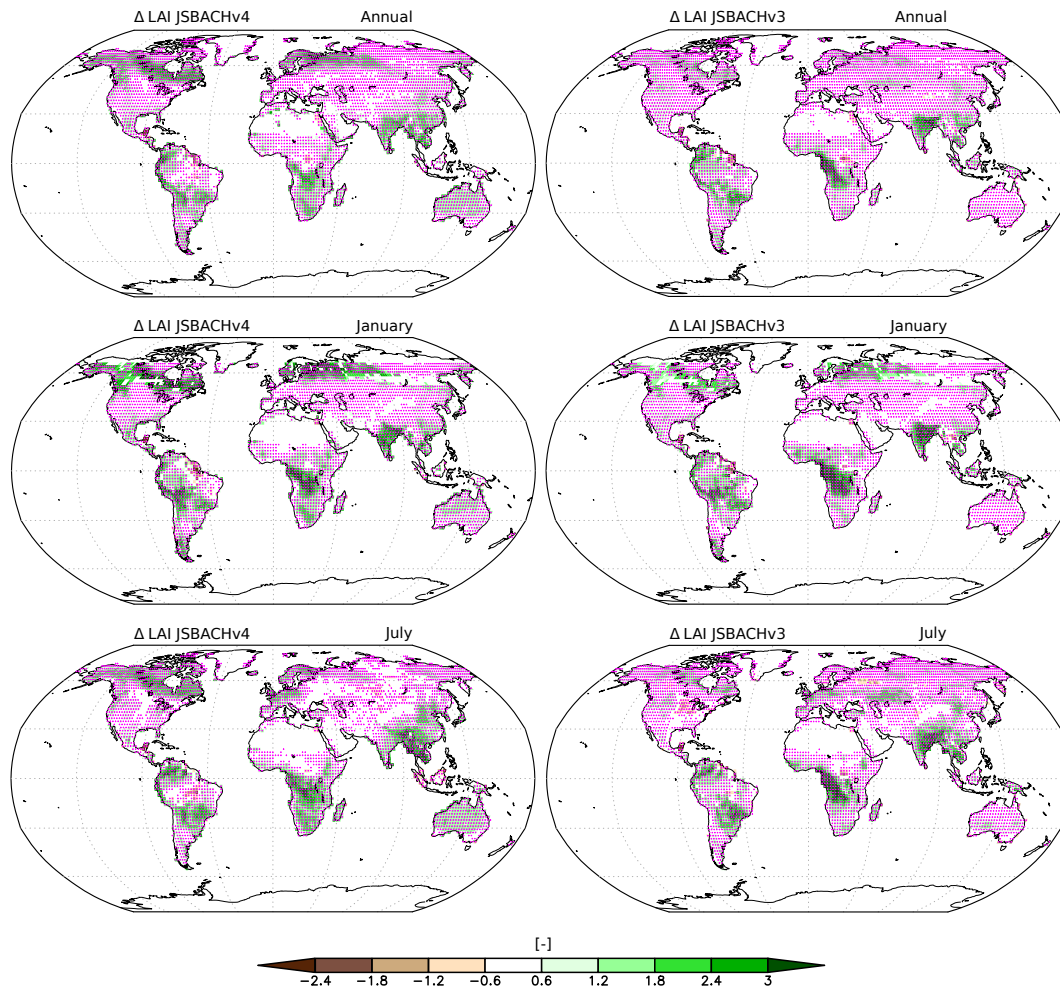 Δ LAI JSBACHv4 Annual
Δ LAI JSBACHv3 Annual
Δ LAI JSBACHv4 January
Δ LAI JSBACHv3 January
Δ LAI JSBACHv4 July
Δ LAI JSBACHv3 July
[-]
−2.4 −1.8 −1.2 −0.6 0.6 1.2 1.8 2.4 3